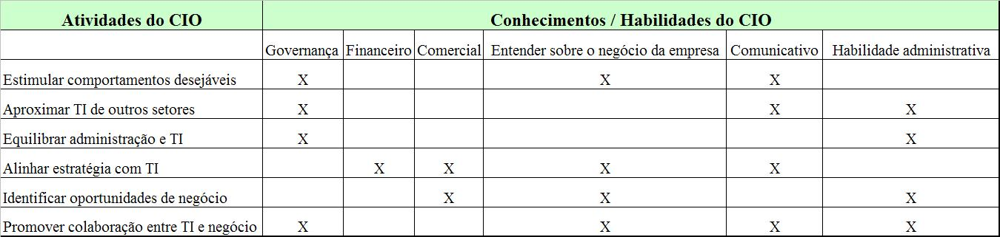 Atividades do CIO Conhecimentos / Habilidades do CIO
Governança Financeiro Comercial Entender sobre o negócio da empresa Comunicativo Habilidade administrativa
Estimular comportamentos desejáveis X X X
Aproximar TI de outros setores X X X
Equilibrar administração e TI X X
Alinhar estratégia com TI X X X X
Identificar oportunidades de negócio X X X
Promover colaboração entre TI e negócio X X X X